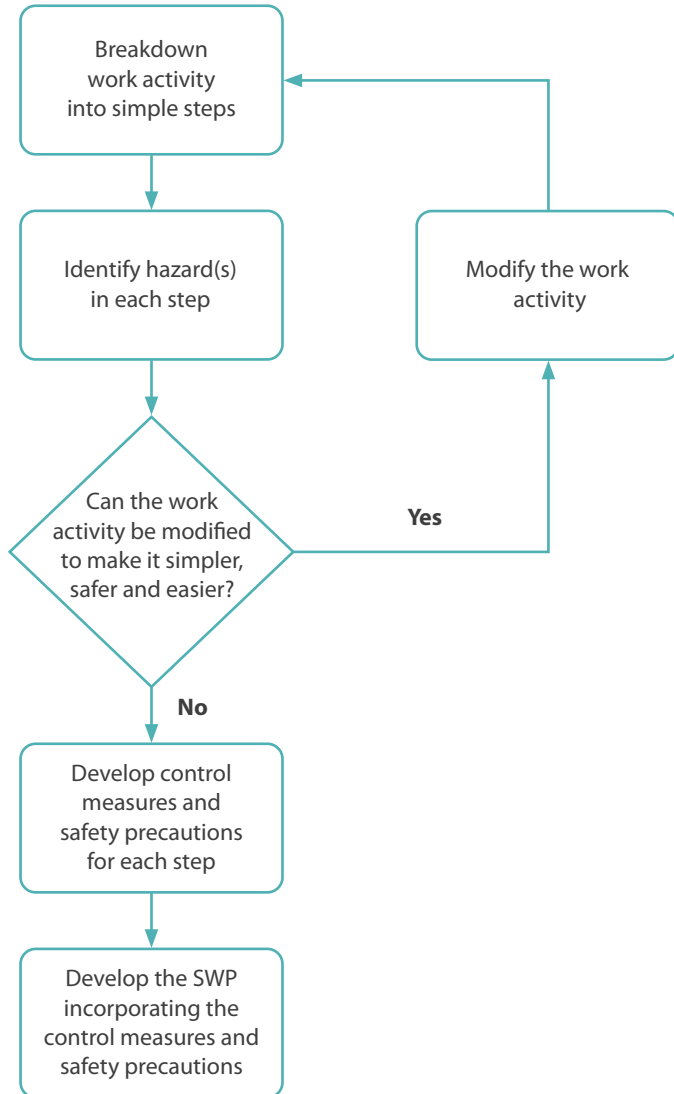 Breakdown
work activity
into simple steps
Identify hazard(s)
in each step
Modify the work
activity
Can the work
activity be modified
to make it simpler,
safer and easier?
Yes
No
Develop control
measures and
safety precautions
for each step
Develop the SWP
incorporating the
control measures and
safety precautions